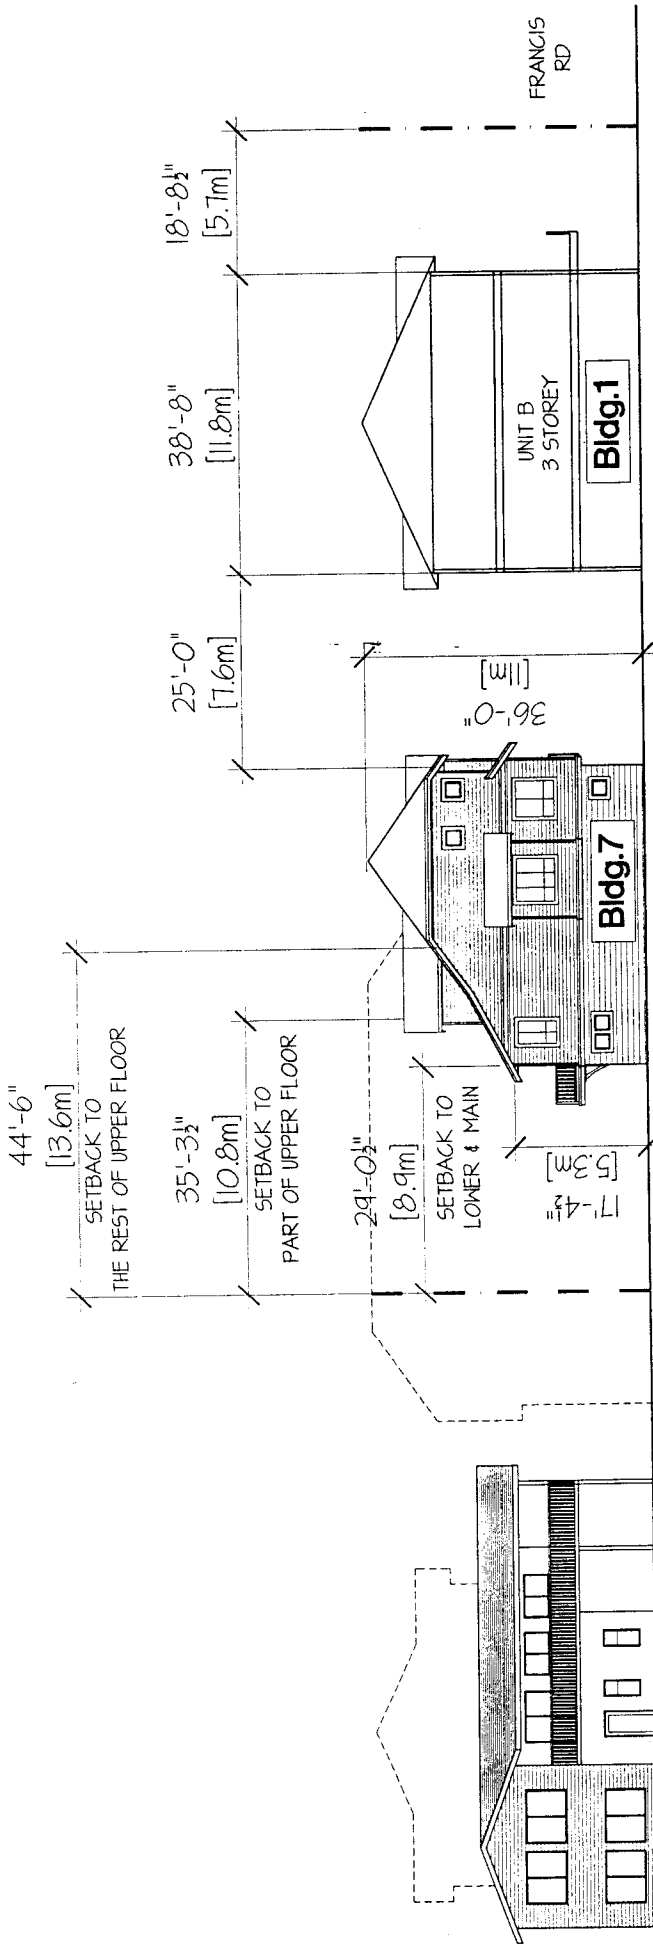 44'-6"
[13.6m]
SETBACK TO
THE REST OF UPPER FLOOR
35'-3½"
[10.8m]
SETBACK TO
PART OF UPPER FLOOR
29'-0½"
[8.9m]
SETBACK TO
LOWER & MAIN
17'-4½"
[5.3m]
25'-0"
[7.6m]
36'-0"
[11m]
Bldg.7
38'-8"
[11.8m]
UNIT B
3 STOREY
Bldg.1
18'-8½"
[5.7m]
FRANCIS
RD